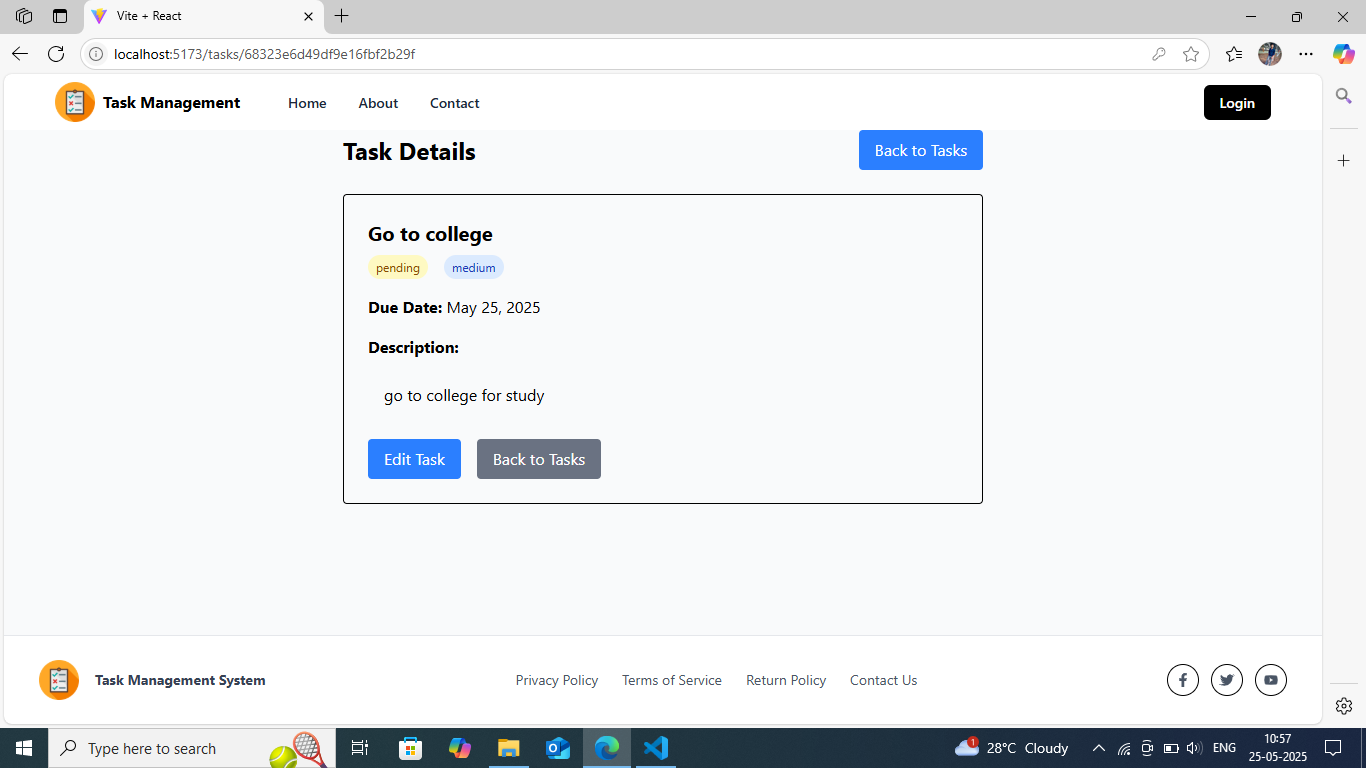 Vite + React
localhost:5173/tasks/68323e6d49df9e16fbf2b29f
Task Management Home About Contact Login
Task Details Back to Tasks
Go to college
pending medium
Due Date: May 25, 2025
Description:
go to college for study
Edit Task Back to Tasks
Task Management System Privacy Policy Terms of Service Return Policy Contact Us
Type here to search 1 28°C Cloudy ENG 10:57
25-05-2025